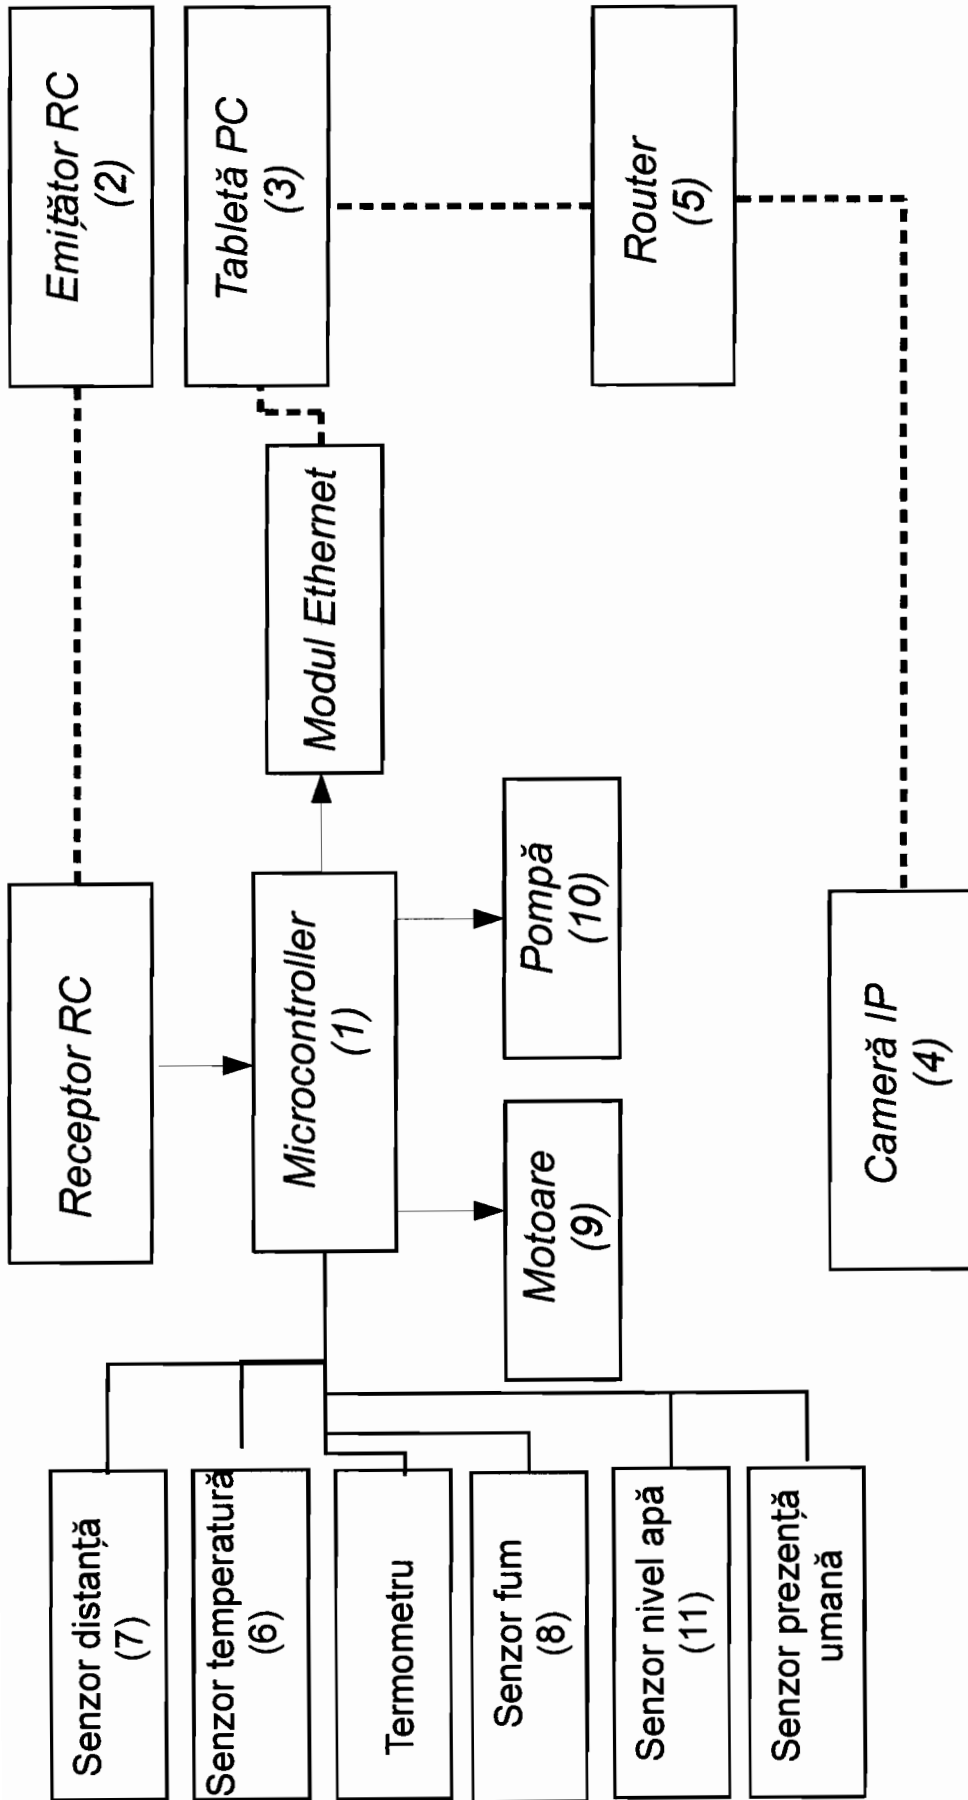 Emițător RC
(2)
Tabletă PC
(3)
Router
(5)
Modul Ethernet
Receptor RC
Microcontroller
(1)
Pompă
(10)
Motoare
(9)
Cameră IP
(4)
Senzor distanță
(7)
Senzor temperatură
(6)
Termometru
Senzor fum
(8)
Senzor nivel apă
(11)
Senzor prezență
umană